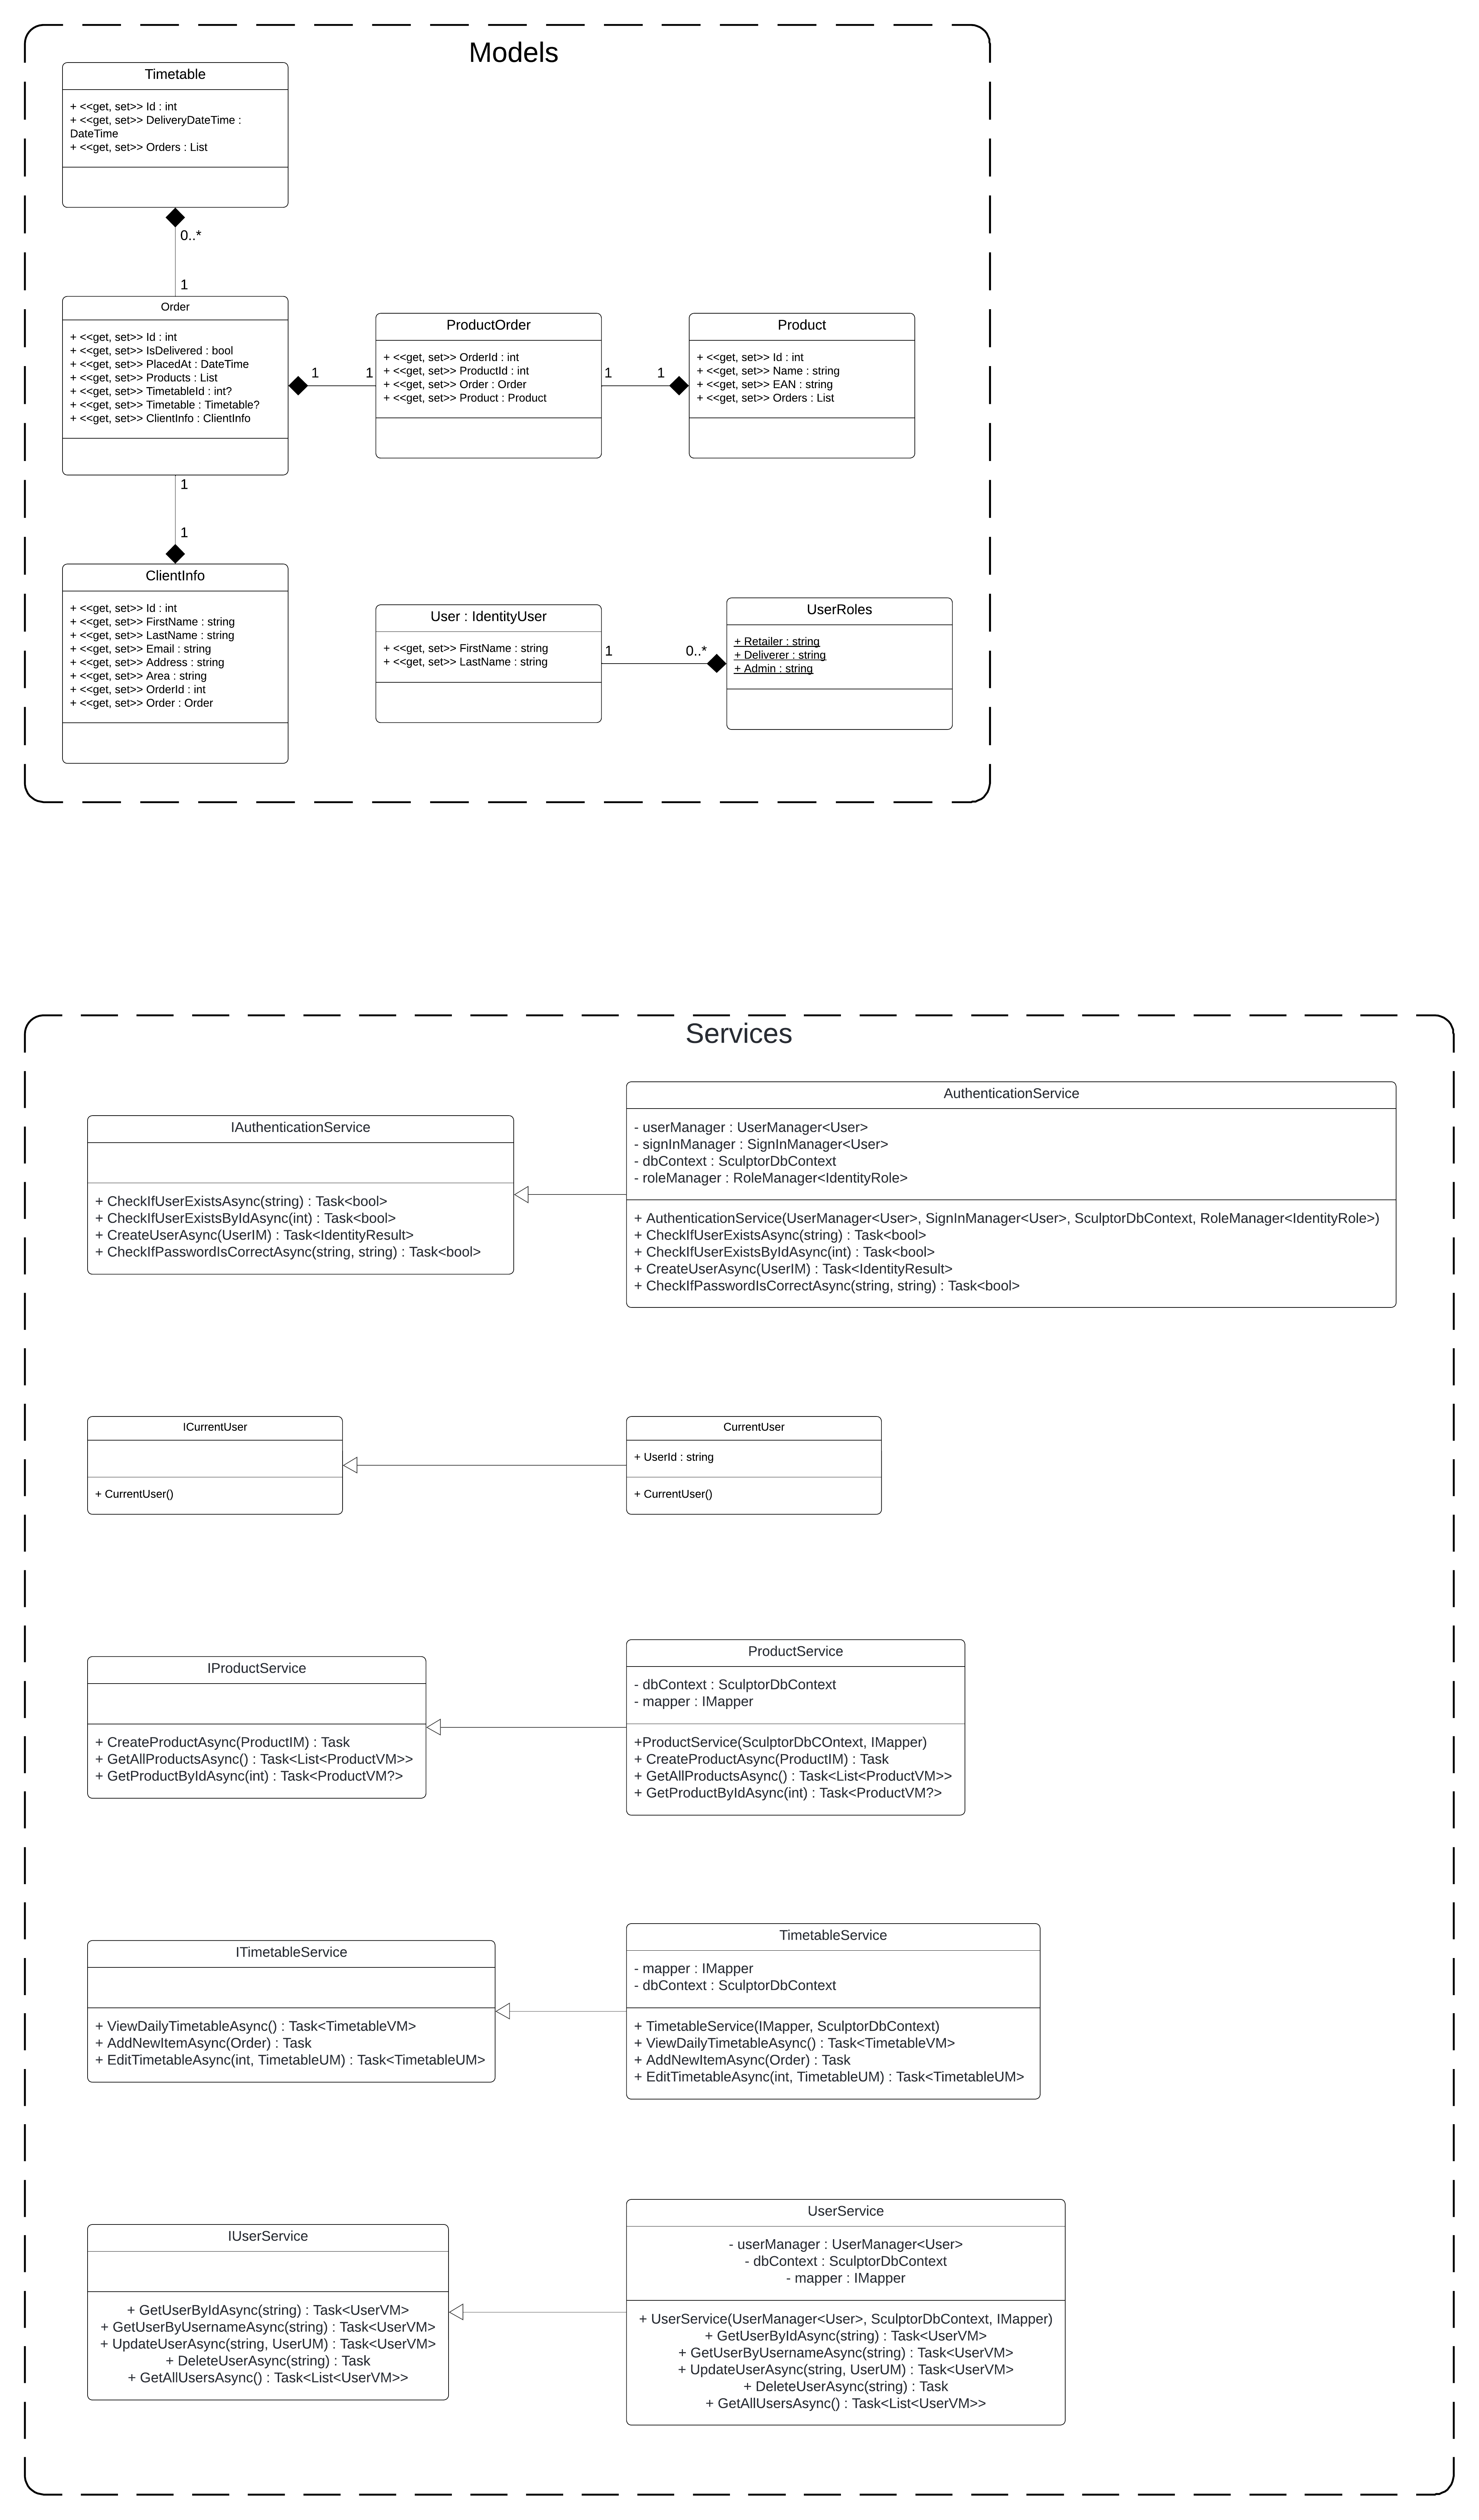 Models
Timetable
+ <<get, set>> Id : int
+ <<get, set>> DeliveryDateTime :
DateTime
+ <<get, set>> Orders : List
0..*
1
Order
+ <<get, set>> Id : int
+ <<get, set>> IsDelivered : bool
+ <<get, set>> PlacedAt : DateTime
+ <<get, set>> Products : List
+ <<get, set>> TimetableId : int?
+ <<get, set>> Timetable : Timetable?
+ <<get, set>> ClientInfo : ClientInfo
1
1
ProductOrder
+ <<get, set>> OrderId : int
+ <<get, set>> ProductId : int
+ <<get, set>> Order : Order
+ <<get, set>> Product : Product
1
1
Product
+ <<get, set>> Id : int
+ <<get, set>> Name : string
+ <<get, set>> EAN : string
+ <<get, set>> Orders : List
1
1
ClientInfo
+ <<get, set>> Id : int
+ <<get, set>> FirstName : string
+ <<get, set>> LastName : string
+ <<get, set>> Email : string
+ <<get, set>> Address : string
+ <<get, set>> Area : string
+ <<get, set>> OrderId : int
+ <<get, set>> Order : Order
User : IdentityUser
+ <<get, set>> FirstName : string
+ <<get, set>> LastName : string
1
0..*
UserRoles
+ Retailer : string
+ Deliverer : string
+ Admin : string
Services
IAuthenticationService
+ CheckIfUserExistsAsync(string) : Task<bool>
+ CheckIfUserExistsByIdAsync(int) : Task<bool>
+ CreateUserAsync(UserIM) : Task<IdentityResult>
+ CheckIfPasswordIsCorrectAsync(string, string) : Task<bool>
AuthenticationService
- userManager : UserManager<User>
- signInManager : SignInManager<User>
- dbContext : SculptorDbContext
- roleManager : RoleManager<IdentityRole>
+ AuthenticationService(UserManager<User>, SignInManager<User>, SculptorDbContext, RoleManager<IdentityRole>)
+ CheckIfUserExistsAsync(string) : Task<bool>
+ CheckIfUserExistsByIdAsync(int) : Task<bool>
+ CreateUserAsync(UserIM) : Task<IdentityResult>
+ CheckIfPasswordIsCorrectAsync(string, string) : Task<bool>
ICurrentUser
+ CurrentUser()
CurrentUser
+ UserId : string
+ CurrentUser()
IProductService
+ CreateProductAsync(ProductIM) : Task
+ GetAllProductsAsync() : Task<List<ProductVM>>
+ GetProductByIdAsync(int) : Task<ProductVM?>
ProductService
- dbContext : SculptorDbContext
- mapper : IMapper
+ProductService(SculptorDbCOntext, IMapper)
+ CreateProductAsync(ProductIM) : Task
+ GetAllProductsAsync() : Task<List<ProductVM>>
+ GetProductByIdAsync(int) : Task<ProductVM?>
ITimetableService
+ ViewDailyTimetableAsync() : Task<TimetableVM>
+ AddNewItemAsync(Order) : Task
+ EditTimetableAsync(int, TimetableUM) : Task<TimetableUM>
TimetableService
- mapper : IMapper
- dbContext : SculptorDbContext
+ TimetableService(IMapper, SculptorDbContext)
+ ViewDailyTimetableAsync() : Task<TimetableVM>
+ AddNewItemAsync(Order) : Task
+ EditTimetableAsync(int, TimetableUM) : Task<TimetableUM>
IUserService
+ GetUserByIdAsync(string) : Task<UserVM>
+ GetUserByUsernameAsync(string) : Task<UserVM>
+ UpdateUserAsync(string, UserUM) : Task<UserVM>
+ DeleteUserAsync(string) : Task
+ GetAllUsersAsync() : Task<List<UserVM>>
UserService
- userManager : UserManager<User>
- dbContext : SculptorDbContext
- mapper : IMapper
+ UserService(UserManager<User>, SculptorDbContext, IMapper)
+ GetUserByIdAsync(string) : Task<UserVM>
+ GetUserByUsernameAsync(string) : Task<UserVM>
+ UpdateUserAsync(string, UserUM) : Task<UserVM>
+ DeleteUserAsync(string) : Task
+ GetAllUsersAsync() : Task<List<UserVM>>